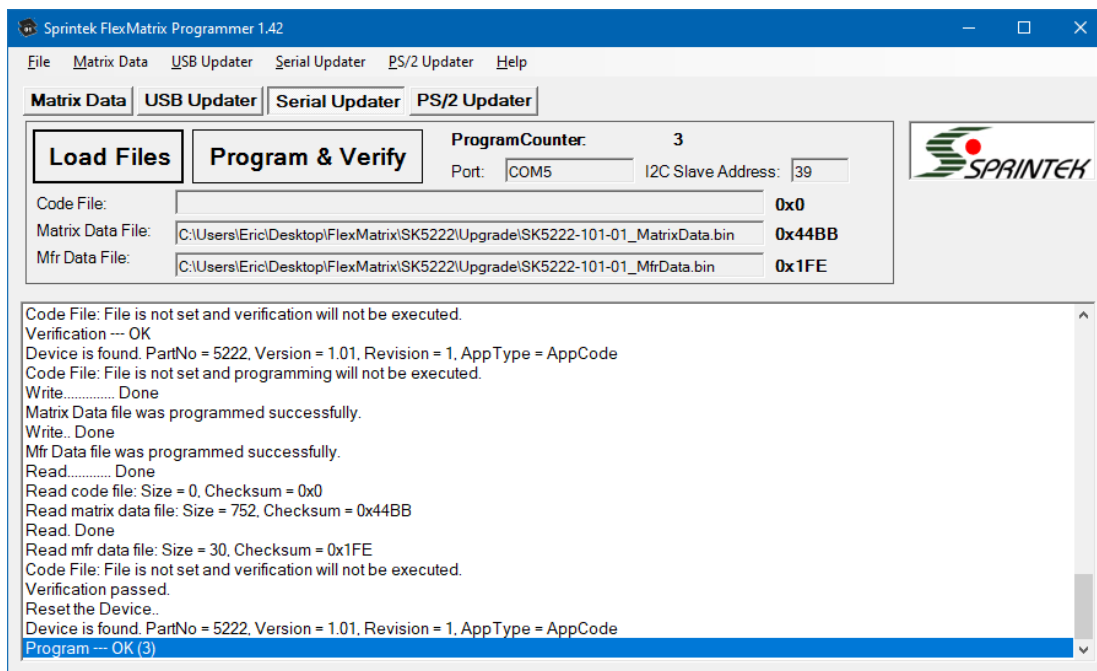 Sprintek FlexMatrix Programmer 1.42
File Matrix Data USB Updater Serial Updater PS/2 Updater Help
Matrix Data USB Updater Serial Updater PS/2 Updater
Load Files Program & Verify ProgramCounter: 3
Port: COM5 I2C Slave Address: 39
SPRINTEK
Code File: 0x0
Matrix Data File: C:\Users\Eric\Desktop\FlexMatrix\SK5222\Upgrade\SK5222-101-01_MatrixData.bin 0x44BB
Mfr Data File: C:\Users\Eric\Desktop\FlexMatrix\SK5222\Upgrade\SK5222-101-01_MfrData.bin 0x1FE
Code File: File is not set and verification will not be executed.
Verification --- OK
Device is found. PartNo = 5222, Version = 1.01, Revision = 1, AppType = AppCode
Code File: File is not set and programming will not be executed.
Write.............. Done
Matrix Data file was programmed successfully.
Write.. Done
Mfr Data file was programmed successfully.
Read............ Done
Read code file: Size = 0, Checksum = 0x0
Read matrix data file: Size = 752, Checksum = 0x44BB
Read. Done
Read mfr data file: Size = 30, Checksum = 0x1FE
Code File: File is not set and verification will not be executed.
Verification passed.
Reset the Device..
Device is found. PartNo = 5222, Version = 1.01, Revision = 1, AppType = AppCode
Program --- OK (3)